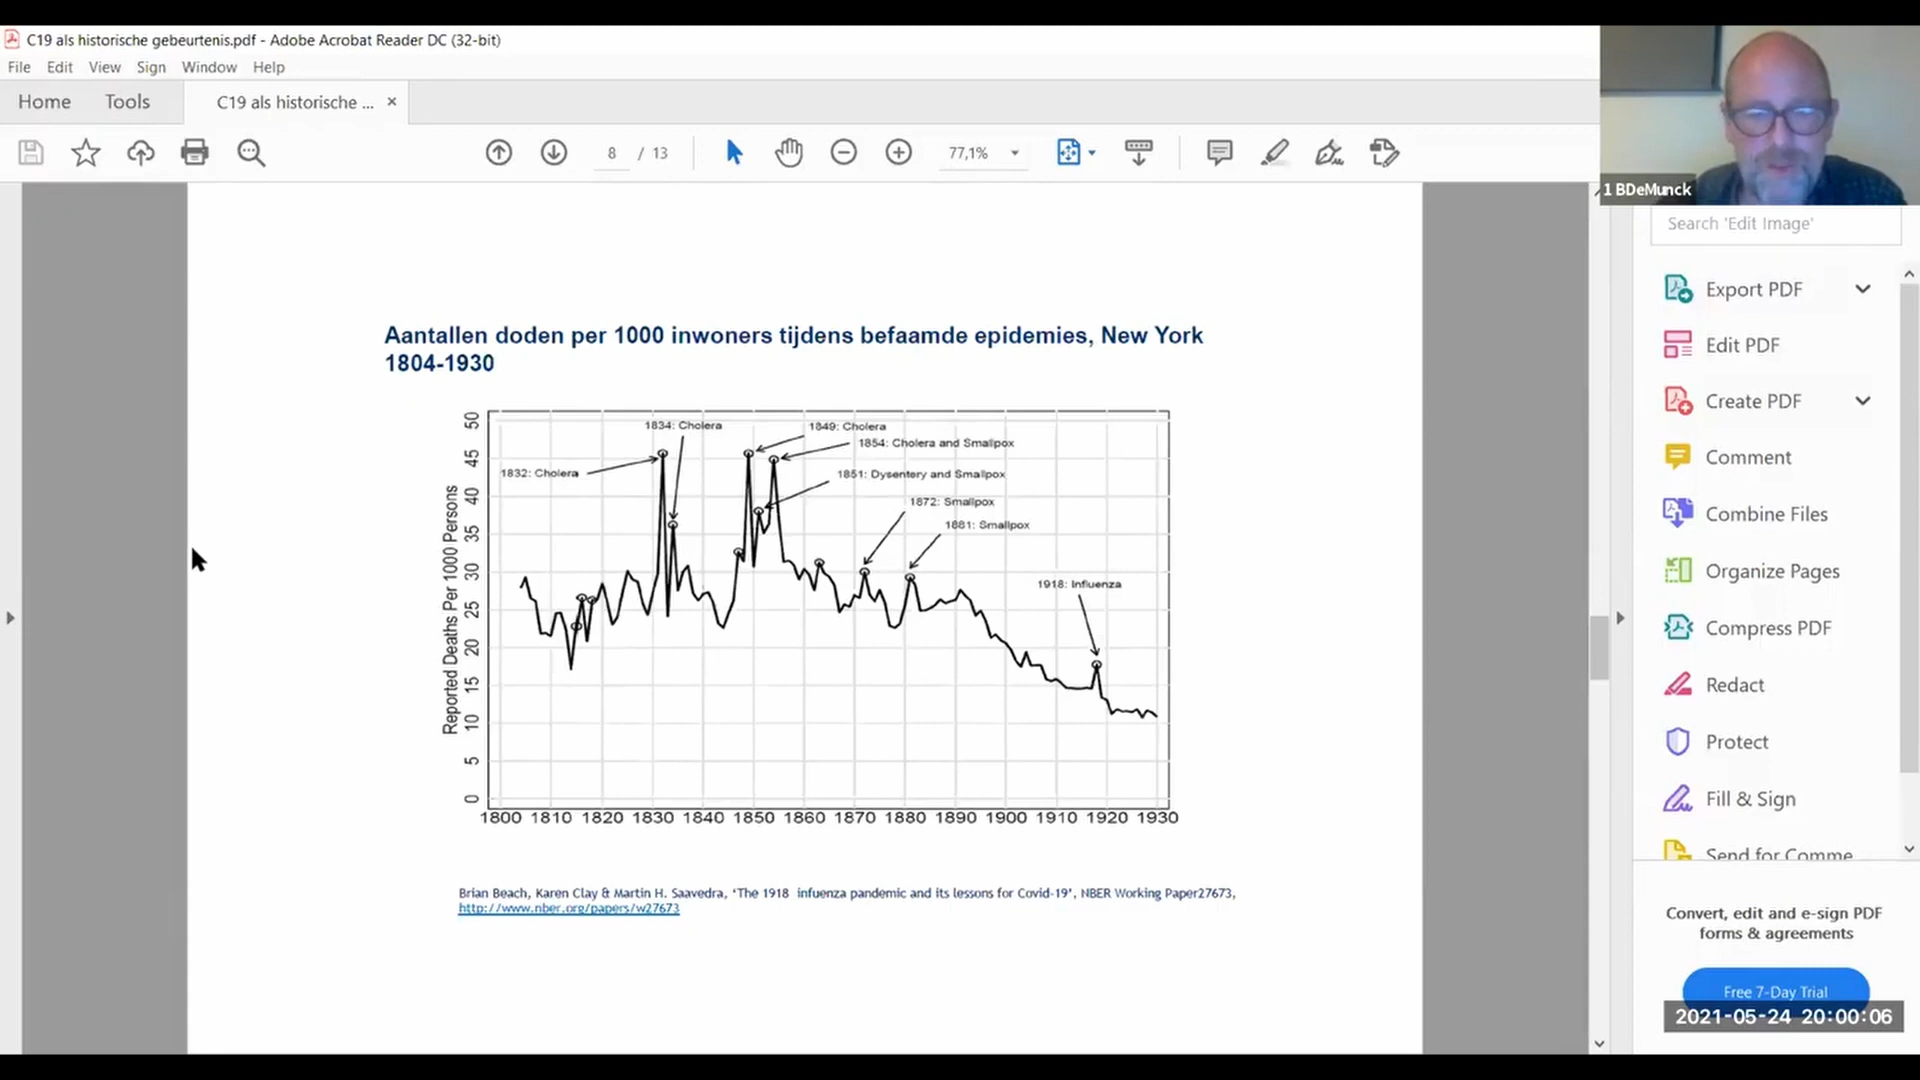 C19 als historische gebeurtenis.pdf - Adobe Acrobat Reader DC (32-bit)
File Edit View Sign Window Help
Home Tools C19 als historische ... ×
8 / 13 77,1%
1 BDeMunck
Search 'Edit Image'
Export PDF
Edit PDF
Create PDF
Comment
Combine Files
Organize Pages
Compress PDF
Redact
Protect
Fill & Sign
Send for Comme
Convert, edit and e-sign PDF
forms & agreements
Free 7-Day Trial
2021-05-24 20:00:06
Aantallen doden per 1000 inwoners tijdens befaamde epidemies, New York
1804-1930
Reported Deaths Per 1000 Persons
50
45
40
35
30
25
20
15
10
5
0
1834: Cholera
1849: Cholera
1854: Cholera and Smallpox
1832: Cholera
1851: Dysentery and Smallpox
1872: Smallpox
1881: Smallpox
1918: Influenza
1800 1810 1820 1830 1840 1850 1860 1870 1880 1890 1900 1910 1920 1930
Brian Beach, Karen Clay & Martin H. Saavedra, 'The 1918 infuenza pandemic and its lessons for Covid-19', NBER Working Paper27673,
http://www.nber.org/papers/w27673